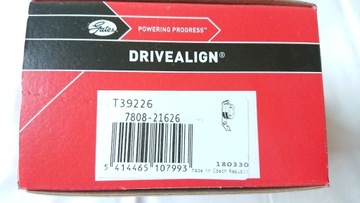 Gates
POWERING PROGRESS™
DRIVEALIGN®
T39226
7808-21626
5 414465 107993
180330
made in Czech Republic